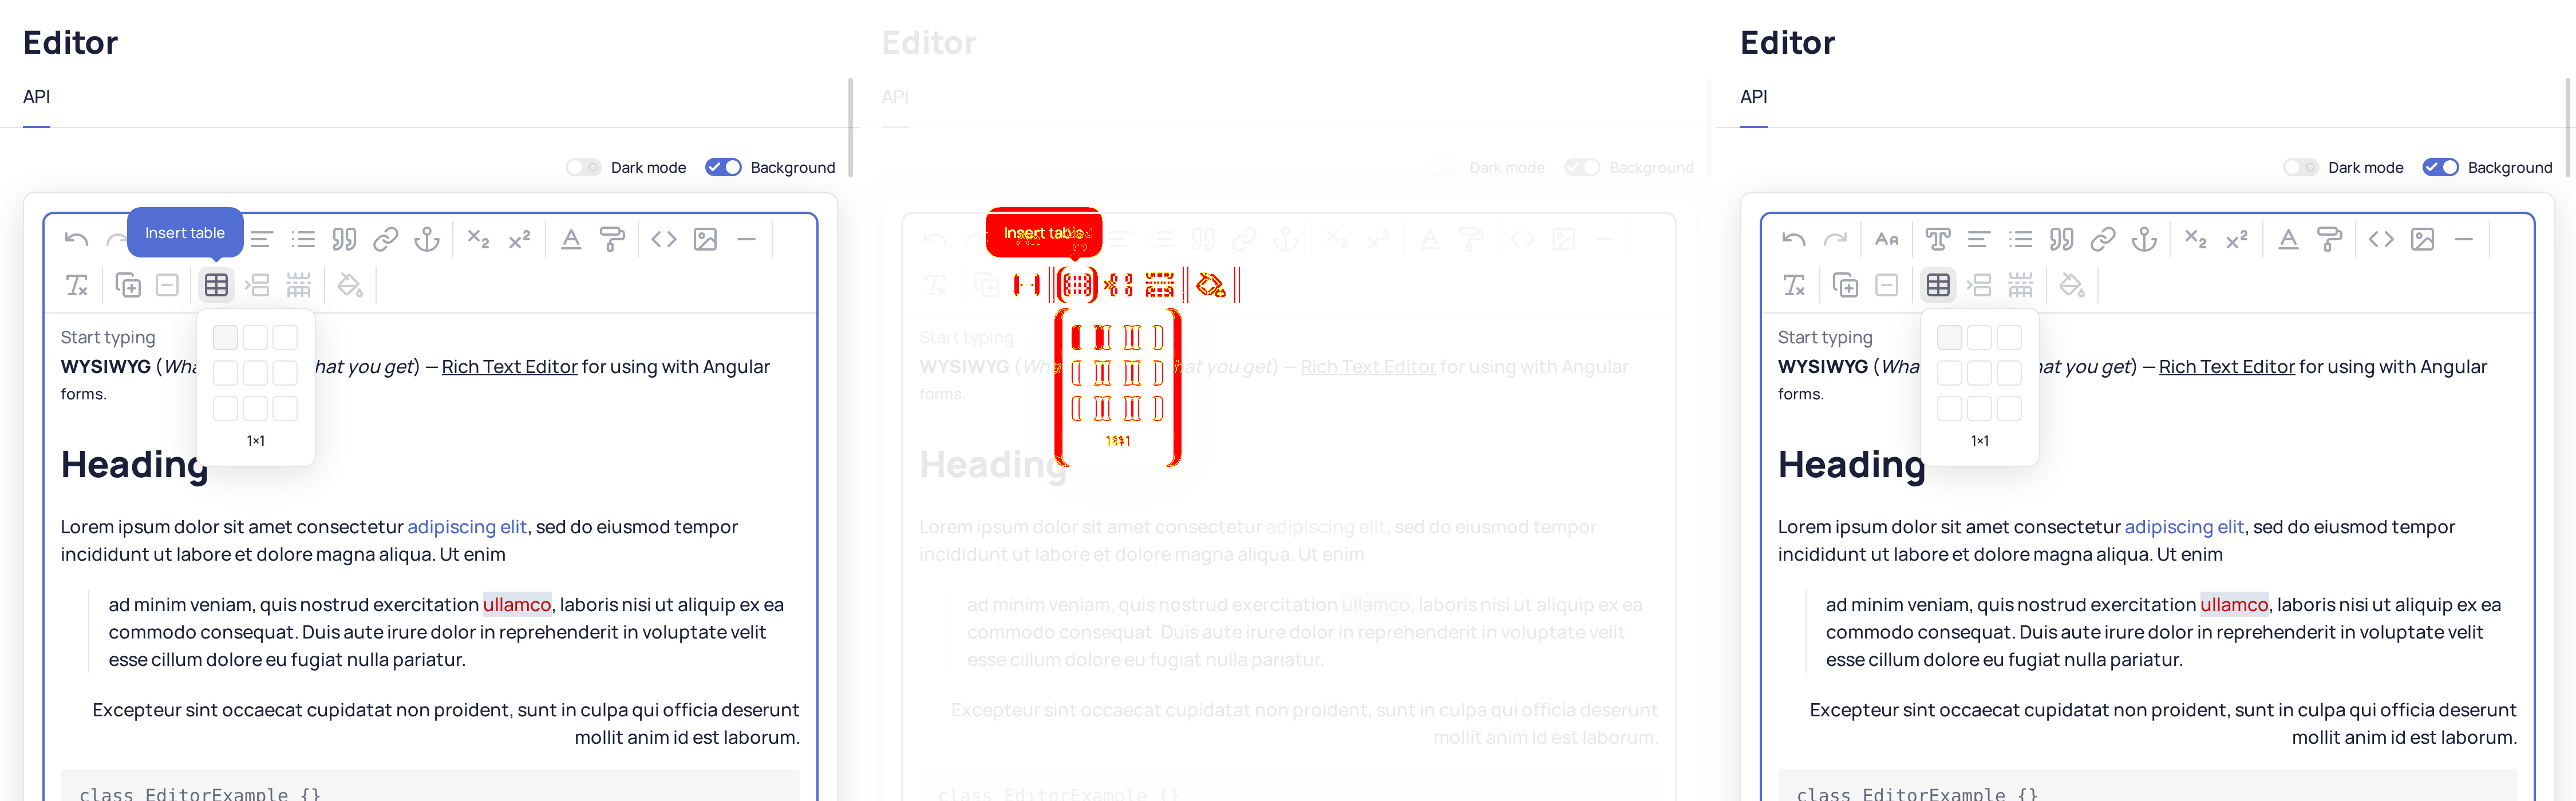 Editor
API
Dark mode
Background
Insert table
Start typing
WYSIWYG (Wha hat you get) — Rich Text Editor for using with Angular
forms.
1×1
Heading
Lorem ipsum dolor sit amet consectetur adipiscing elit, sed do eiusmod tempor
incididunt ut labore et dolore magna aliqua. Ut enim
ad minim veniam, quis nostrud exercitation ullamco, laboris nisi ut aliquip ex ea
commodo consequat. Duis aute irure dolor in reprehenderit in voluptate velit
esse cillum dolore eu fugiat nulla pariatur.
Excepteur sint occaecat cupidatat non proident, sunt in culpa qui officia deserunt
mollit anim id est laborum.
class EditorExample {}
Editor
API
Dark mode
Background
Insert table
Start typing
WYSIWYG (Wha at you get) — Rich Text Editor for using with Angular
forms.
Heading
Lorem ipsum dolor sit amet consectetur adipiscing elit, sed do eiusmod tempor
incididunt ut labore et dolore magna aliqua. Ut enim
ad minim veniam, quis nostrud exercitation ullamco, laboris nisi ut aliquip ex ea
commodo consequat. Duis aute irure dolor in reprehenderit in voluptate velit
esse cillum dolore eu fugiat nulla pariatur.
Excepteur sint occaecat cupidatat non proident, sunt in culpa qui officia deserunt
mollit anim id est laborum.
class EditorExample {}
Editor
API
Dark mode
Background
Start typing
WYSIWYG (Wha at you get) — Rich Text Editor for using with Angular
forms.
1×1
Heading
Lorem ipsum dolor sit amet consectetur adipiscing elit, sed do eiusmod tempor
incididunt ut labore et dolore magna aliqua. Ut enim
ad minim veniam, quis nostrud exercitation ullamco, laboris nisi ut aliquip ex ea
commodo consequat. Duis aute irure dolor in reprehenderit in voluptate velit
esse cillum dolore eu fugiat nulla pariatur.
Excepteur sint occaecat cupidatat non proident, sunt in culpa qui officia deserunt
mollit anim id est laborum.
class EditorExample {}